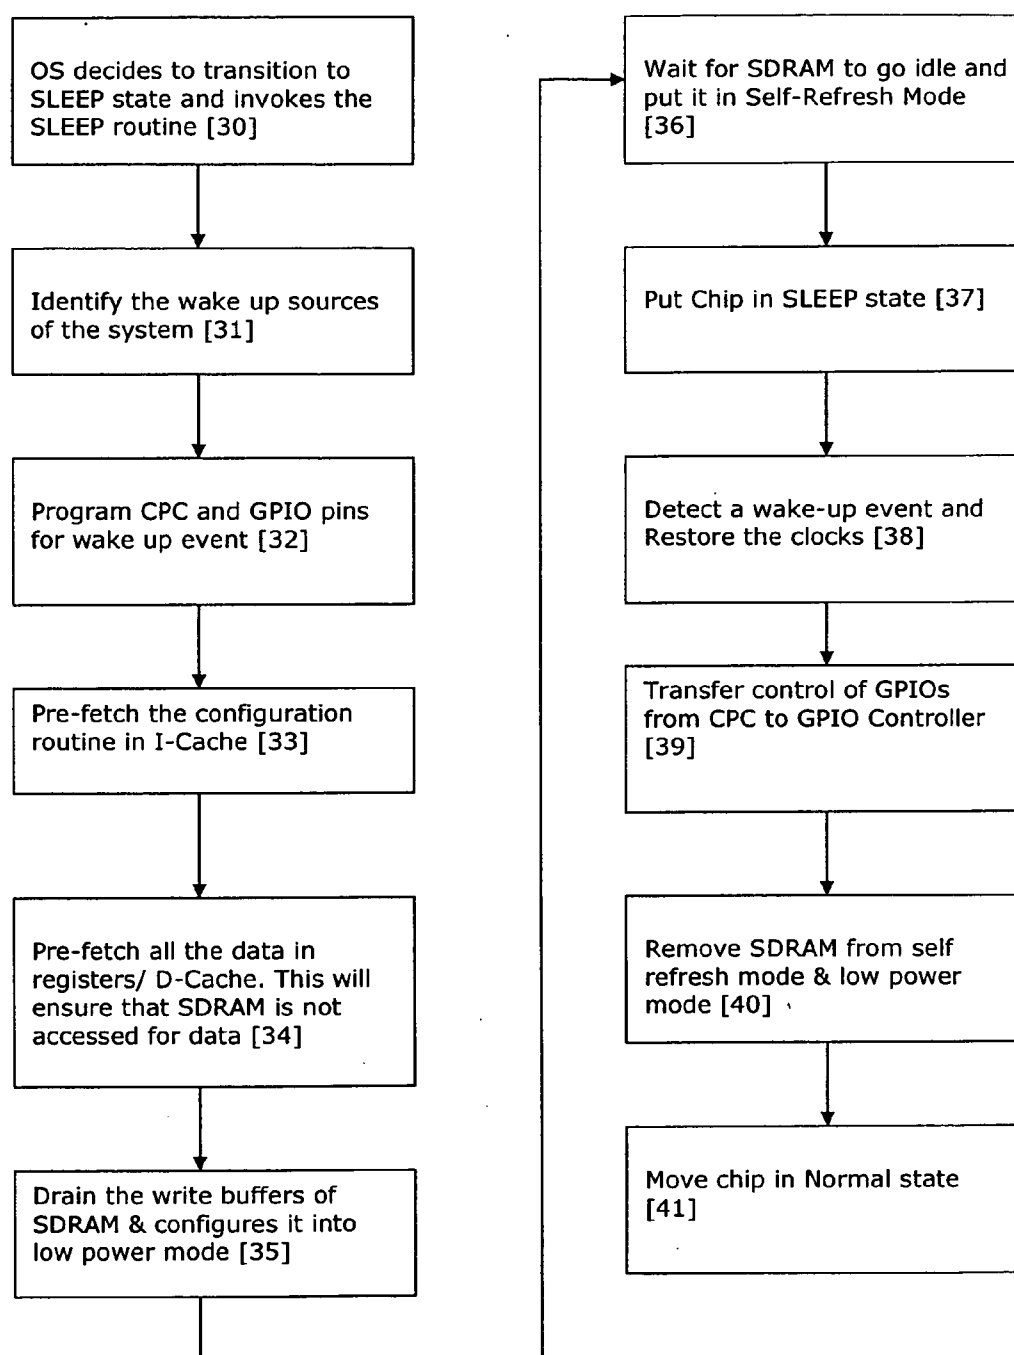 OS decides to transition to
SLEEP state and invokes the
SLEEP routine [30]
Identify the wake up sources
of the system [31]
Program CPC and GPIO pins
for wake up event [32]
Pre-fetch the configuration
routine in I-Cache [33]
Pre-fetch all the data in
registers/ D-Cache. This will
ensure that SDRAM is not
accessed for data [34]
Drain the write buffers of
SDRAM & configures it into
low power mode [35]
Wait for SDRAM to go idle and
put it in Self-Refresh Mode
[36]
Put Chip in SLEEP state [37]
Detect a wake-up event and
Restore the clocks [38]
Transfer control of GPIOs
from CPC to GPIO Controller
[39]
Remove SDRAM from self
refresh mode & low power
mode [40]
Move chip in Normal state
[41]